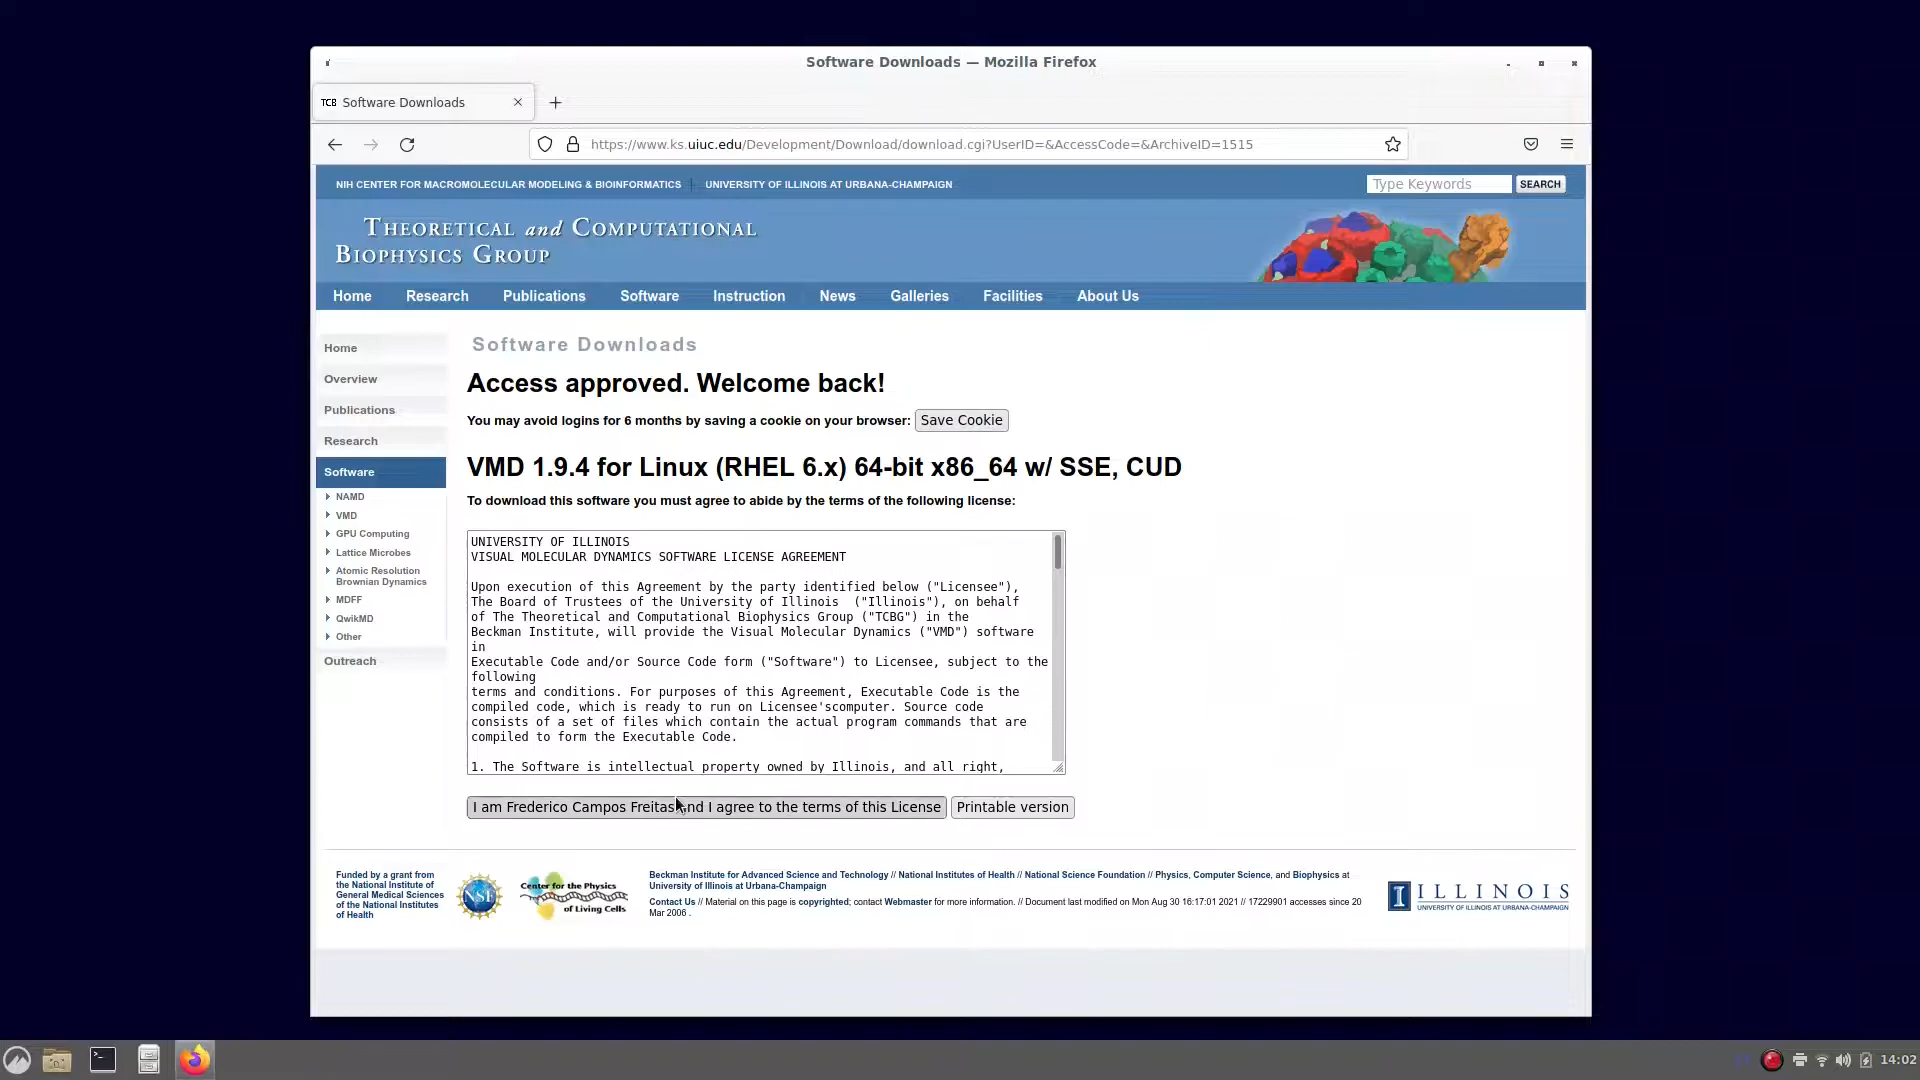 Software Downloads — Mozilla Firefox
TCB Software Downloads
https://www.ks.uiuc.edu/Development/Download/download.cgi?UserID=&AccessCode=&ArchiveID=1515
NIH CENTER FOR MACROMOLECULAR MODELING & BIOINFORMATICS UNIVERSITY OF ILLINOIS AT URBANA-CHAMPAIGN
Type Keywords SEARCH
THEORETICAL and COMPUTATIONAL
BIOPHYSICS GROUP
Home Research Publications Software Instruction News Galleries Facilities About Us
Home
Overview
Publications
Research
Software
NAMD
VMD
GPU Computing
Lattice Microbes
Atomic Resolution
Brownian Dynamics
MDFF
QwikMD
Other
Outreach
Software Downloads
Access approved. Welcome back!
You may avoid logins for 6 months by saving a cookie on your browser: Save Cookie
VMD 1.9.4 for Linux (RHEL 6.x) 64-bit x86_64 w/ SSE, CUD
To download this software you must agree to abide by the terms of the following license:
UNIVERSITY OF ILLINOIS
VISUAL MOLECULAR DYNAMICS SOFTWARE LICENSE AGREEMENT
Upon execution of this Agreement by the party identified below ("Licensee"),
The Board of Trustees of the University of Illinois ("Illinois"), on behalf
of The Theoretical and Computational Biophysics Group ("TCBG") in the
Beckman Institute, will provide the Visual Molecular Dynamics ("VMD") software
in
Executable Code and/or Source Code form ("Software") to Licensee, subject to the
following
terms and conditions. For purposes of this Agreement, Executable Code is the
compiled code, which is ready to run on Licensee'scomputer. Source code
consists of a set of files which contain the actual program commands that are
compiled to form the Executable Code.
1. The Software is intellectual property owned by Illinois, and all right,
I am Frederico Campos Freitas and I agree to the terms of this License Printable version
Funded by a grant from
the National Institute of
General Medical Sciences
of the National Institutes
of Health
NSF
Center for the Physics
of Living Cells
Beckman Institute for Advanced Science and Technology // National Institutes of Health // National Science Foundation // Physics, Computer Science, and Biophysics at
University of Illinois at Urbana-Champaign
Contact Us // Material on this page is copyrighted; contact Webmaster for more information. // Document last modified on Mon Aug 30 16:17:01 2021 // 17229901 accesses since 20
Mar 2006 .
I ILLINOIS
UNIVERSITY OF ILLINOIS AT URBANA-CHAMPAIGN
14:02